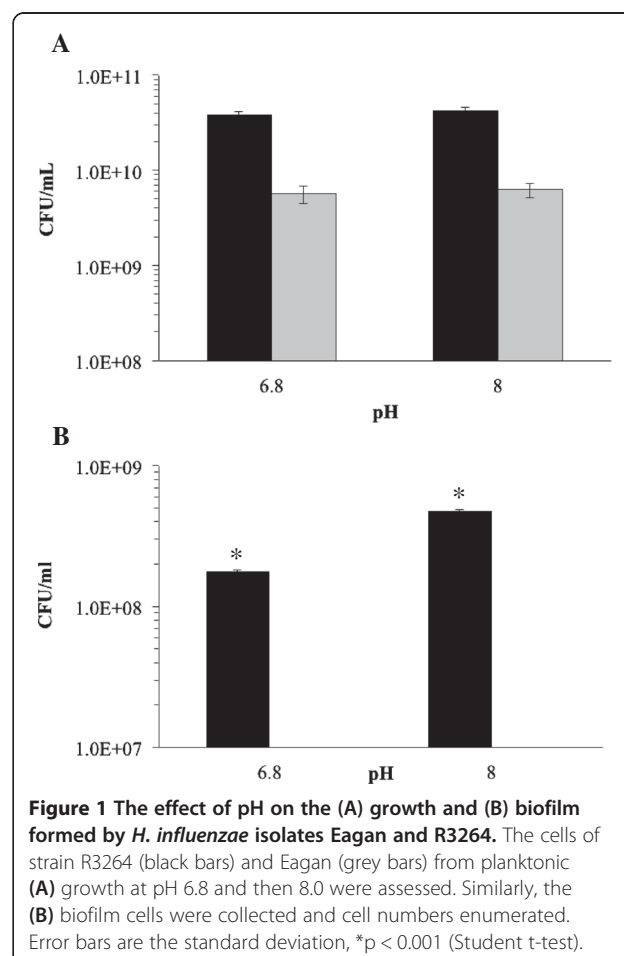 A
1.0E+11
1.0E+10
1.0E+09
1.0E+08
CFU/mL
6.8
8
pH
B
1.0E+09
1.0E+08
1.0E+07
CFU/ml
*
*
6.8
pH
8
Figure 1 The effect of pH on the (A) growth and (B) biofilm
formed by H. influenzae isolates Eagan and R3264. The cells of
strain R3264 (black bars) and Eagan (grey bars) from planktonic
(A) growth at pH 6.8 and then 8.0 were assessed. Similarly, the
(B) biofilm cells were collected and cell numbers enumerated.
Error bars are the standard deviation, *p < 0.001 (Student t-test).